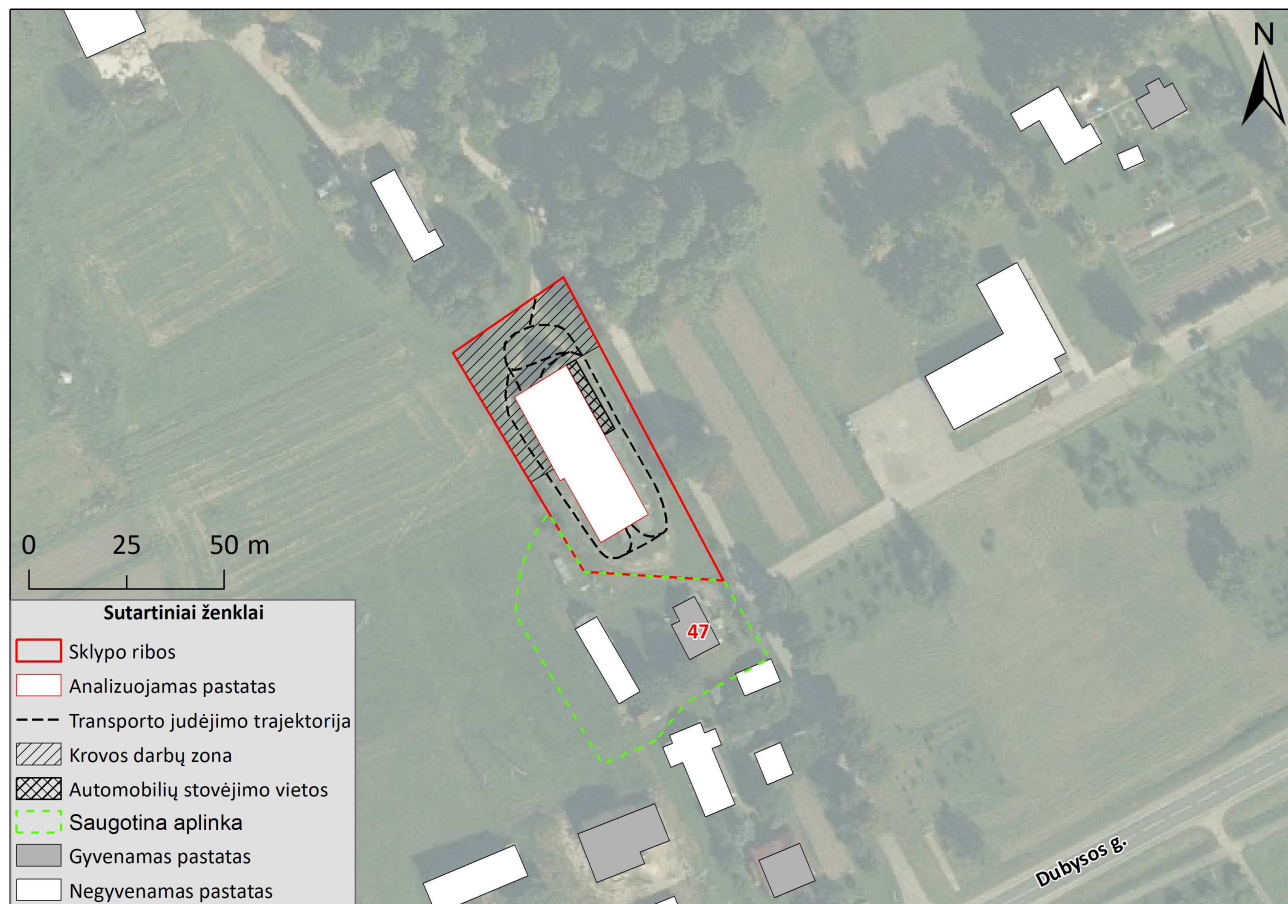 N
0 25 50 m
47
Dubysos g.
Sutartiniai ženklai
Sklypo ribos
Analizuojamas pastatas
Transporto judėjimo trajektorija
Krovos darbų zona
Automobilių stovėjimo vietos
Saugotina aplinka
Gyvenamas pastatas
Negyvenamas pastatas